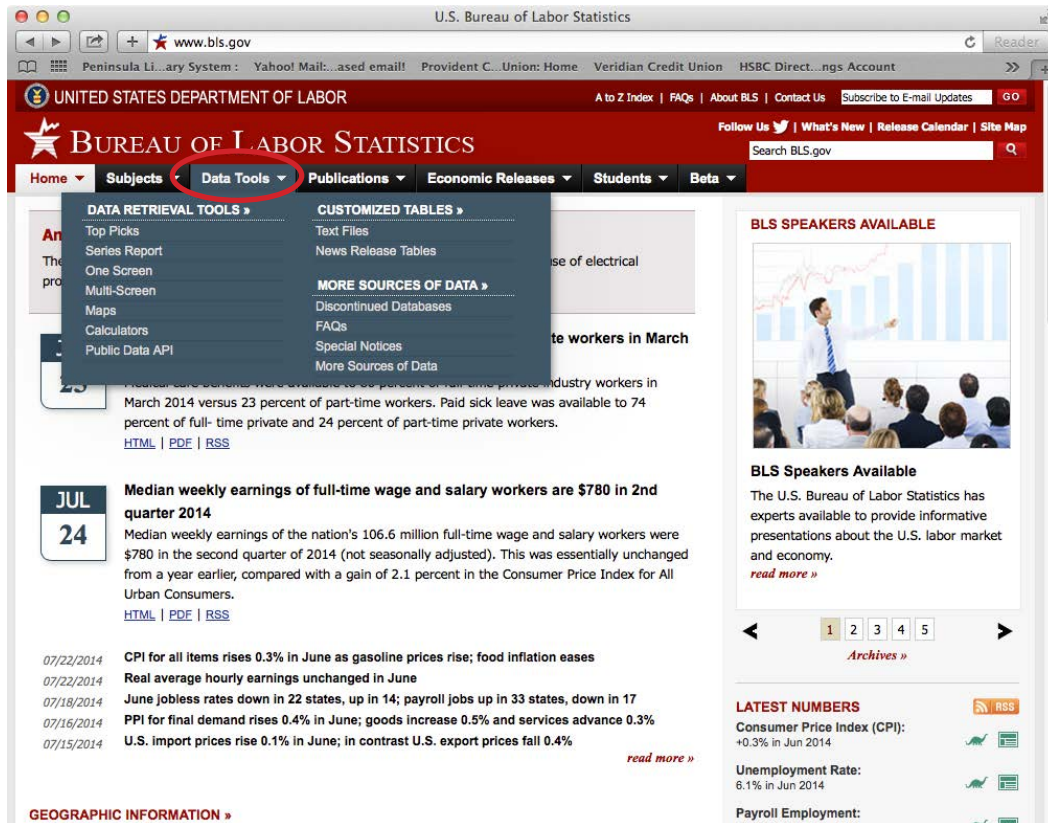 U.S. Bureau of Labor Statistics
www.bls.gov
Reader
Peninsula Li...ary System : Yahoo! Mail:...ased email! Provident C...Union: Home Veridian Credit Union HSBC Direct...ngs Account
UNITED STATES DEPARTMENT OF LABOR
A to Z Index | FAQs | About BLS | Contact Us Subscribe to E-mail Updates GO
Follow Us | What's New | Release Calendar | Site Map
BUREAU OF LABOR STATISTICS
Search BLS.gov
Home Subjects Data Tools Publications Economic Releases Students Beta
DATA RETRIEVAL TOOLS »
Top Picks
Series Report
One Screen
Multi-Screen
Maps
Calculators
Public Data API
CUSTOMIZED TABLES »
Text Files
News Release Tables
MORE SOURCES OF DATA »
Discontinued Databases
FAQs
Special Notices
More Sources of Data
An
The
pro
of electrical
te workers in March
industry workers in
March 2014 versus 23 percent of part-time workers. Paid sick leave was available to 74
percent of full- time private and 24 percent of part-time private workers.
HTML | PDF | RSS
JUL
24
Median weekly earnings of full-time wage and salary workers are $780 in 2nd
quarter 2014
Median weekly earnings of the nation's 106.6 million full-time wage and salary workers were
$780 in the second quarter of 2014 (not seasonally adjusted). This was essentially unchanged
from a year earlier, compared with a gain of 2.1 percent in the Consumer Price Index for All
Urban Consumers.
HTML | PDF | RSS
07/22/2014 CPI for all items rises 0.3% in June as gasoline prices rise; food inflation eases
07/22/2014 Real average hourly earnings unchanged in June
07/18/2014 June jobless rates down in 22 states, up in 14; payroll jobs up in 33 states, down in 17
07/16/2014 PPI for final demand rises 0.4% in June; goods increase 0.5% and services advance 0.3%
07/15/2014 U.S. import prices rise 0.1% in June; in contrast U.S. export prices fall 0.4%
read more »
GEOGRAPHIC INFORMATION »
BLS SPEAKERS AVAILABLE
BLS Speakers Available
The U.S. Bureau of Labor Statistics has
experts available to provide informative
presentations about the U.S. labor market
and economy.
read more »
1 2 3 4 5
Archives »
LATEST NUMBERS RSS
Consumer Price Index (CPI):
+0.3% in Jun 2014
Unemployment Rate:
6.1% in Jun 2014
Payroll Employment: